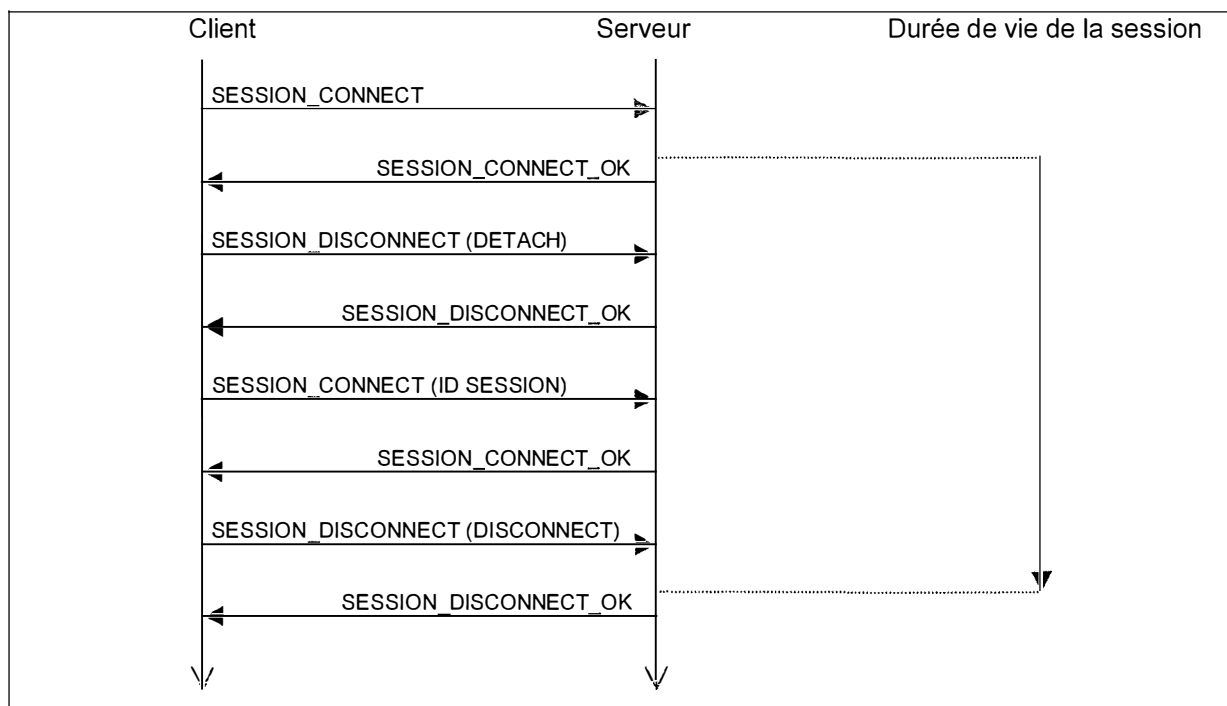 Client Serveur Durée de vie de la session
SESSION_CONNECT
SESSION_CONNECT_OK
SESSION_DISCONNECT (DETACH)
SESSION_DISCONNECT_OK
SESSION_CONNECT (ID SESSION)
SESSION_CONNECT_OK
SESSION_DISCONNECT (DISCONNECT)
SESSION_DISCONNECT_OK